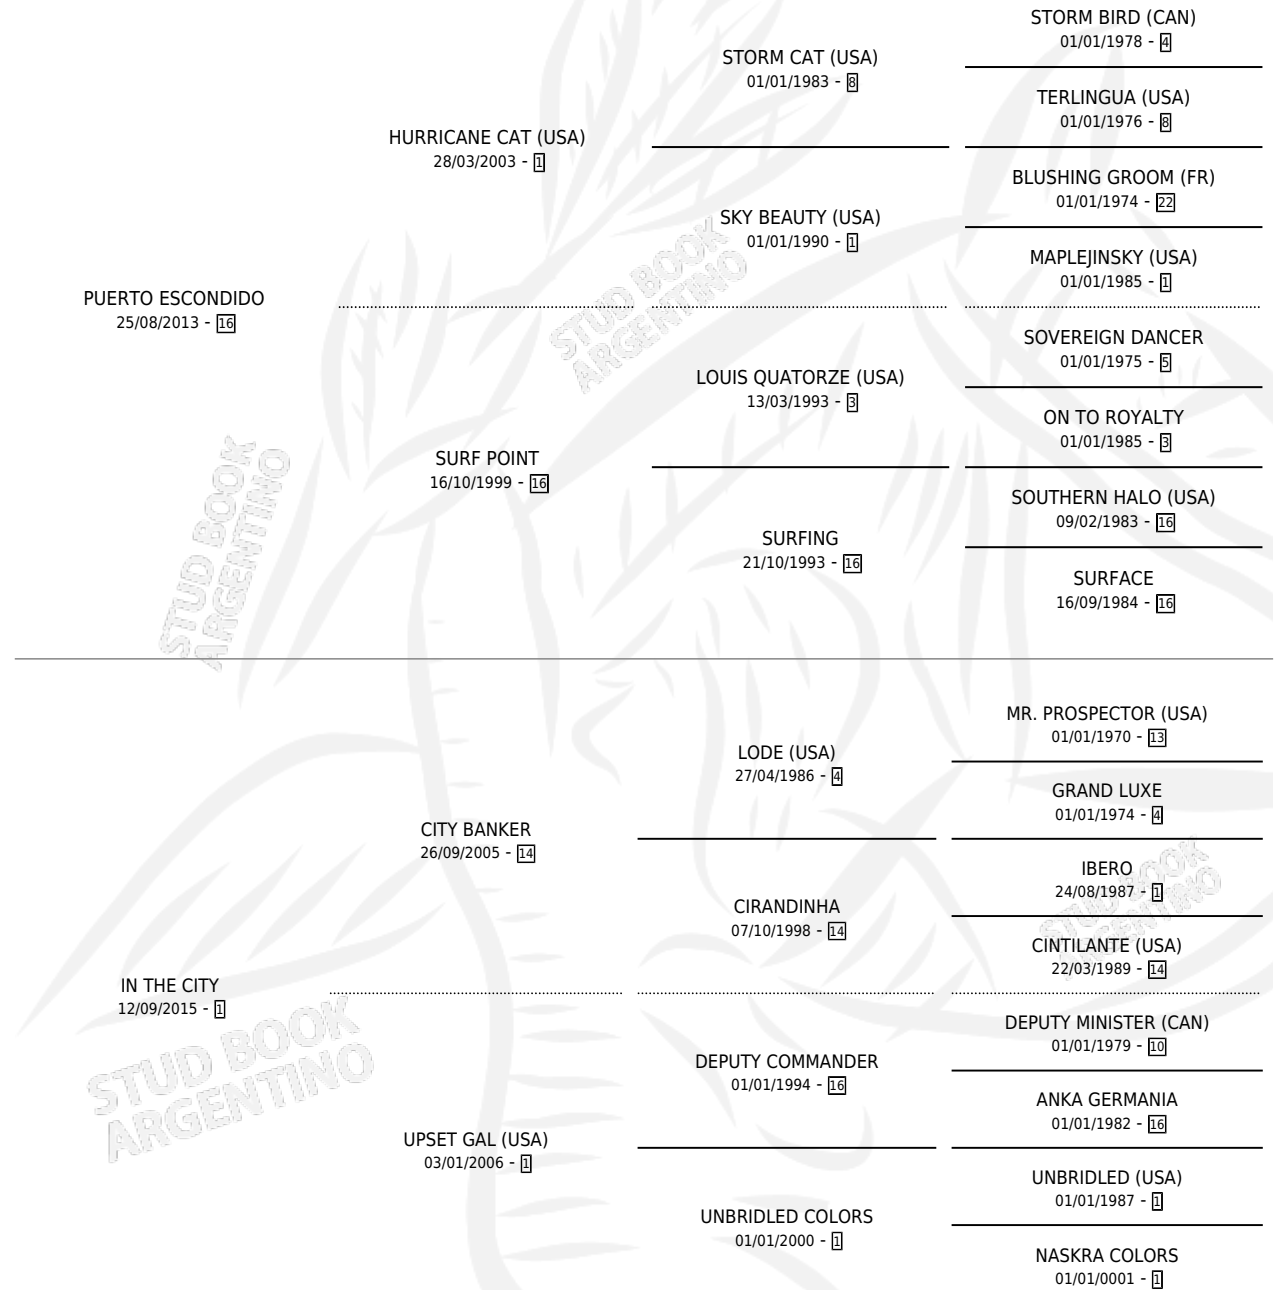 STORM BIRD (CAN)
01/01/1978 - 4
STORM CAT (USA)
01/01/1983 - 8
TERLINGUA (USA)
01/01/1976 - 8
HURRICANE CAT (USA)
28/03/2003 - 1
BLUSHING GROOM (FR)
01/01/1974 - 22
SKY BEAUTY (USA)
01/01/1990 - 1
MAPLEJINSKY (USA)
01/01/1985 - 1
PUERTO ESCONDIDO
25/08/2013 - 16
SOVEREIGN DANCER
01/01/1975 - 5
LOUIS QUATORZE (USA)
13/03/1993 - 3
ON TO ROYALTY
01/01/1985 - 3
SURF POINT
16/10/1999 - 16
SOUTHERN HALO (USA)
09/02/1983 - 16
SURFING
21/10/1993 - 16
SURFACE
16/09/1984 - 16
STUD BOOK
ARGENTINO
STUD BOOK
ARGENTINO
MR. PROSPECTOR (USA)
01/01/1970 - 13
LODE (USA)
27/04/1986 - 4
GRAND LUXE
01/01/1974 - 4
CITY BANKER
26/09/2005 - 14
IBERO
24/08/1987 - 1
CIRANDINHA
07/10/1998 - 14
CINTILANTE (USA)
22/03/1989 - 14
IN THE CITY
12/09/2015 - 1
DEPUTY MINISTER (CAN)
01/01/1979 - 10
DEPUTY COMMANDER
01/01/1994 - 16
ANKA GERMANIA
01/01/1982 - 16
UPSET GAL (USA)
03/01/2006 - 1
UNBRIDLED (USA)
01/01/1987 - 1
UNBRIDLED COLORS
01/01/2000 - 1
NASKRA COLORS
01/01/0001 - 1
STUD BOOK
ARGENTINO
STUD BOOK
ARGENTINO